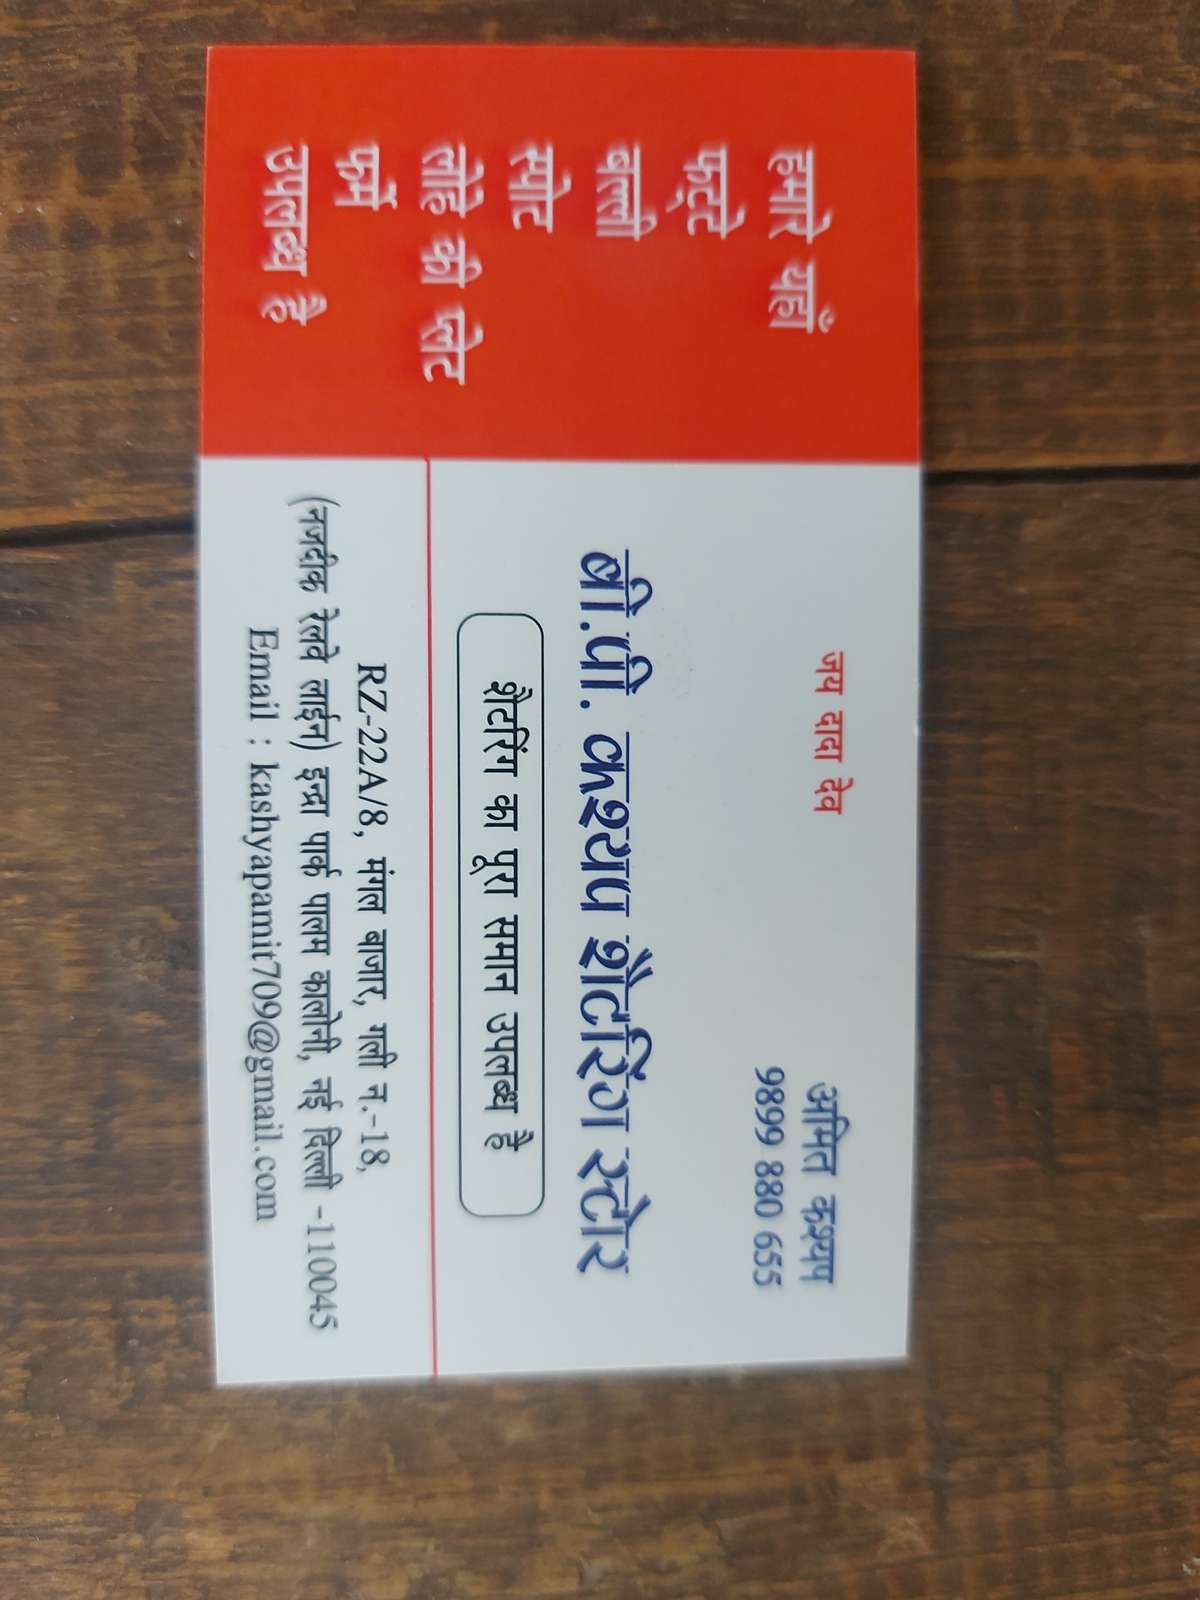 हमारे यहाँ
फट्टे
बल्ली
स्पोट
लोहे की प्लेट
फर्मे
उपलब्ध है
जय दादा देव
अमित कश्यप
9899 880 655
बी.पी. कश्यप शैटरिंग स्टोर
शैटरिंग का पूरा समान उपलब्ध है
RZ-22A/8, मंगल बाजार, गली न.-18,
(नजदीक रेलवे लाईन) इन्द्रा पार्क पालम कालोनी, नई दिल्ली -110045
Email : kashyapamit709@gmail.com